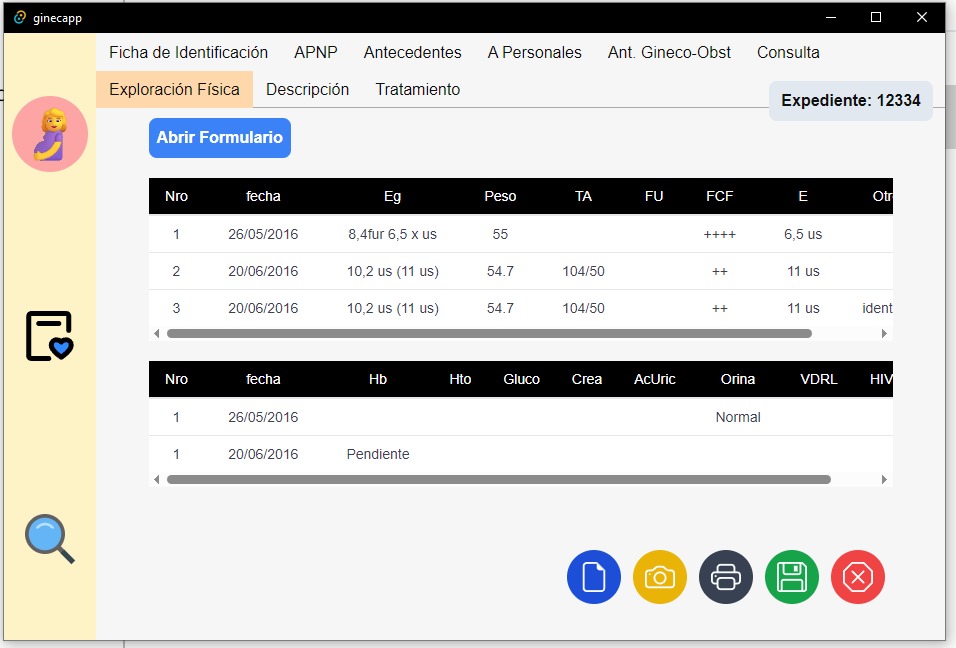 ginecapp
Ficha de Identificación APNP Antecedentes A Personales Ant. Gineco-Obst Consulta
Exploración Física Descripción Tratamiento
Expediente: 12334
Abrir Formulario
Nro fecha Eg Peso TA FU FCF E Otr
1 26/05/2016 8,4fur 6,5 x us 55 ++++ 6,5 us
2 20/06/2016 10,2 us (11 us) 54.7 104/50 ++ 11 us
3 20/06/2016 10,2 us (11 us) 54.7 104/50 ++ 11 us ident
Nro fecha Hb Hto Gluco Crea AcUric Orina VDRL HIV
1 26/05/2016 Normal
1 20/06/2016 Pendiente